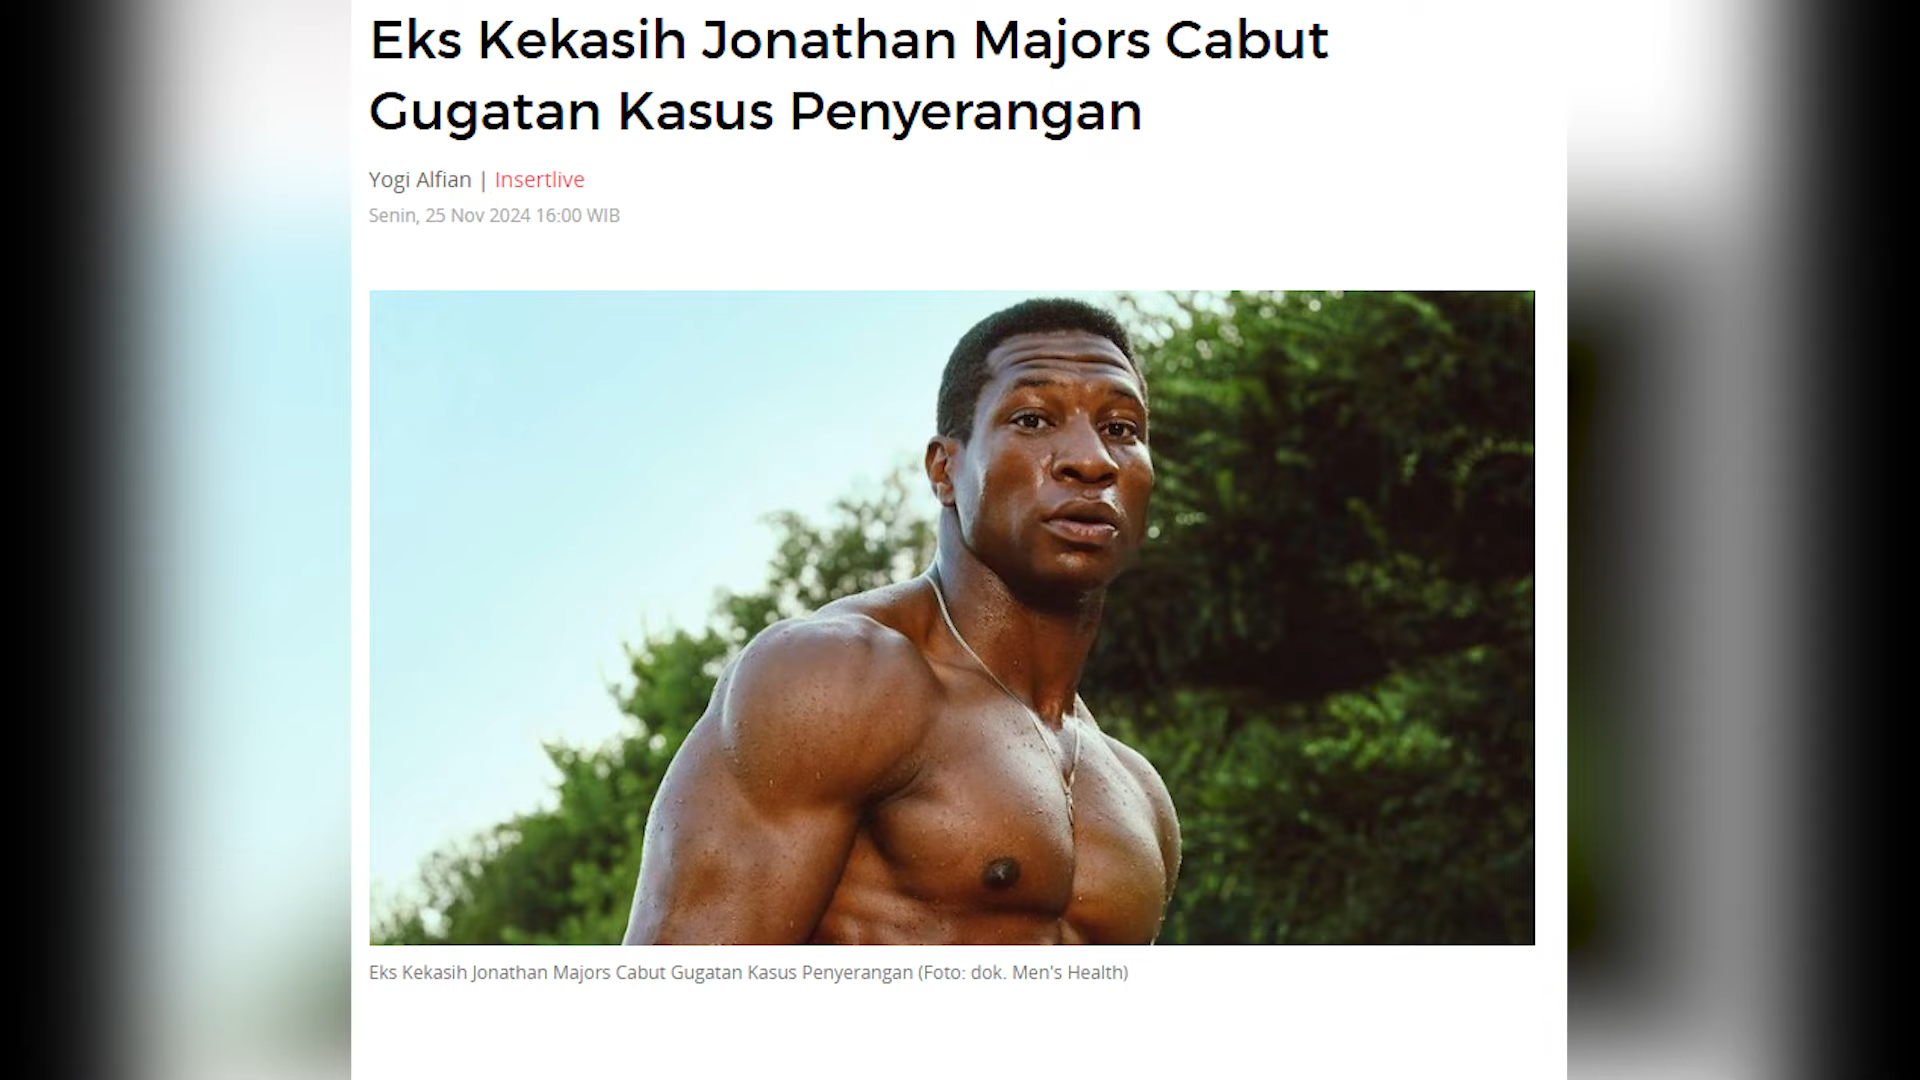 Eks Kekasih Jonathan Majors Cabut
Gugatan Kasus Penyerangan
Yogi Alfian | Insertlive
Senin, 25 Nov 2024 16:00 WIB
Eks Kekasih Jonathan Majors Cabut Gugatan Kasus Penyerangan (Foto: dok. Men's Health)